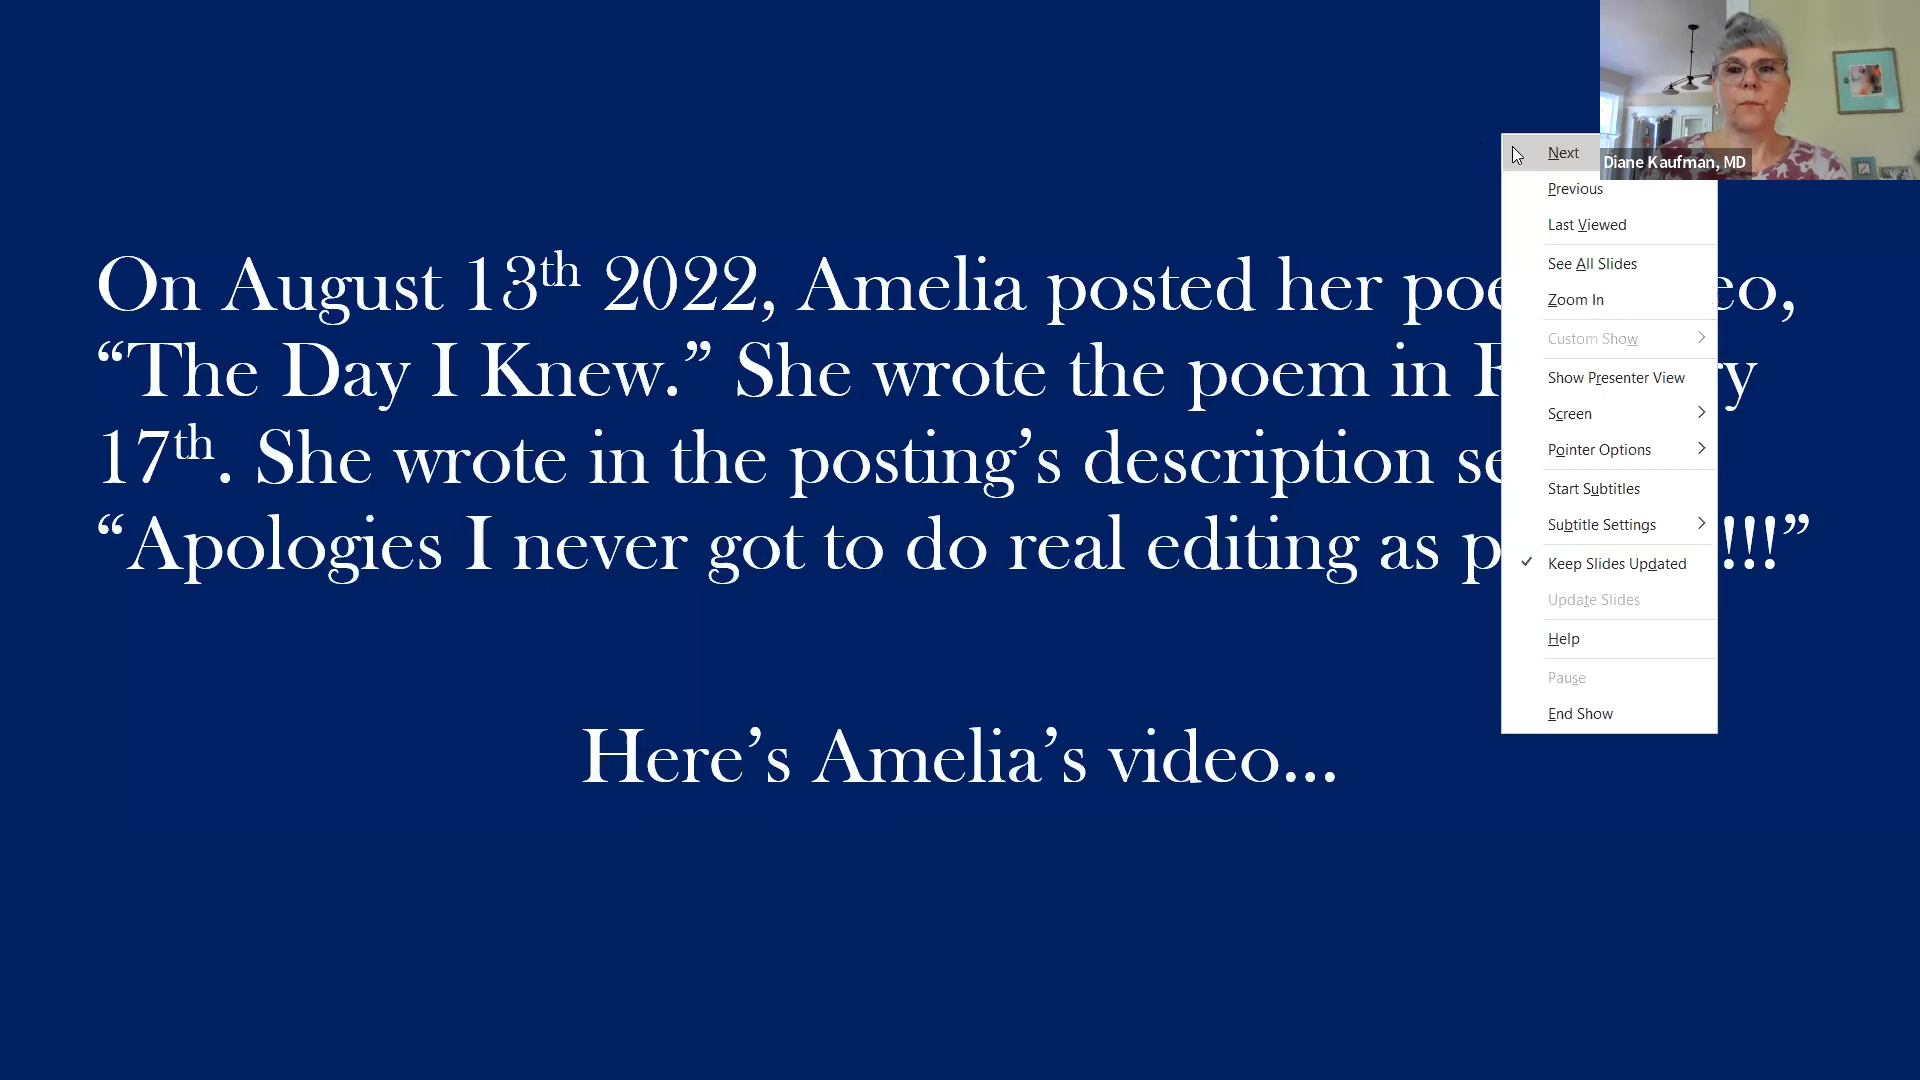 On August 13th 2022, Amelia posted her eo,
“The Day I Knew.” She wrote the poem in
17th. She wrote in the posting’s description
“Apologies I never got to do real editing as !!!”
Here’s Amelia’s video...
Diane Kaufman, MD
Next
Previous
Last Viewed
See All Slides
Zoom In
Custom Show
Show Presenter View
Screen
Pointer Options
Start Subtitles
Subtitle Settings
Keep Slides Updated
Update Slides
Help
Pause
End Show